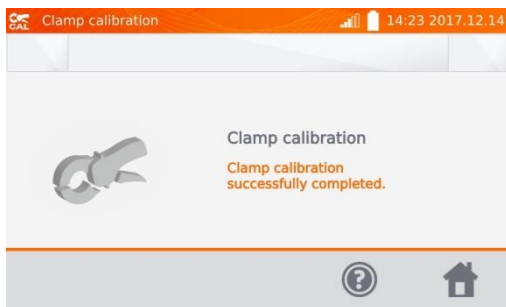 CAL Clamp calibration 14:23 2017.12.14
Clamp calibration
Clamp calibration
successfully completed.
?